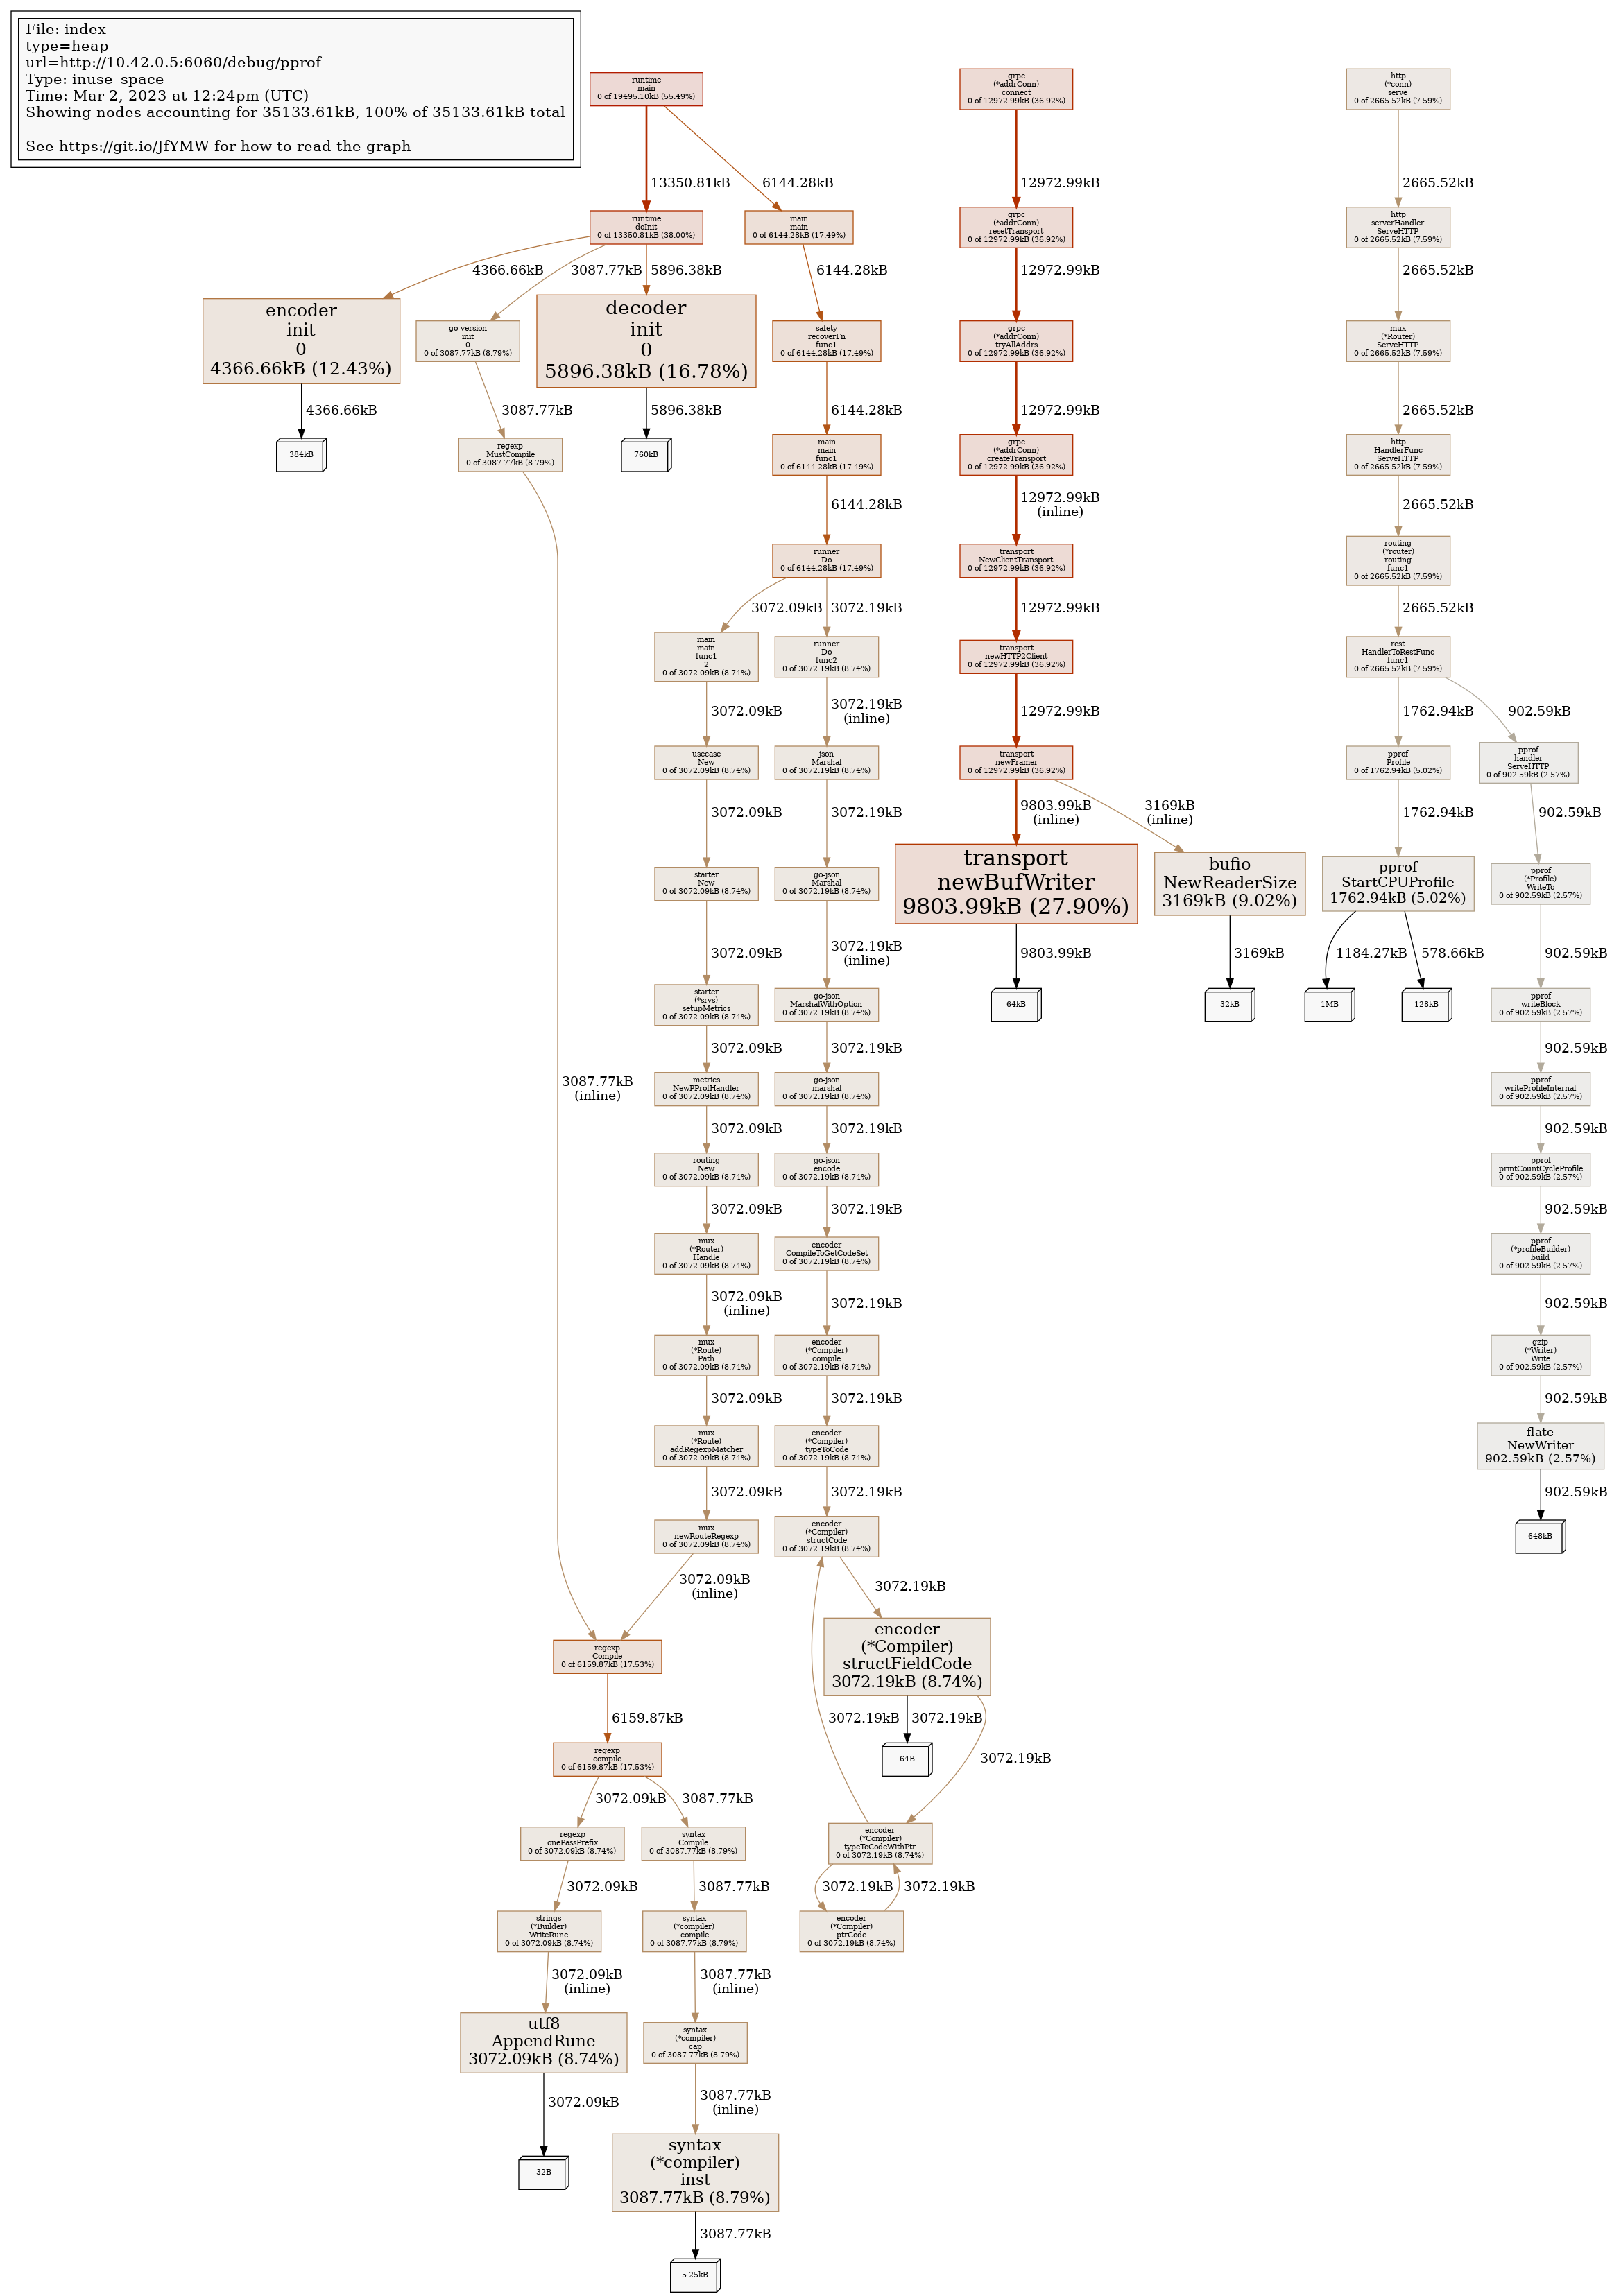 File: index
type=heap
url=http://10.42.0.5:6060/debug/pprof
Type: inuse_space
Time: Mar 2, 2023 at 12:24pm (UTC)
Showing nodes accounting for 35133.61kB, 100% of 35133.61kB total
See https://git.io/JfYMW for how to read the graph
runtime
main
0 of 19495.10kB (55.49%)
13350.81kB
6144.28kB
runtime
doInit
0 of 13350.81kB (38.00%)
4366.66kB
3087.77kB
5896.38kB
encoder
init
0
4366.66kB (12.43%)
4366.66kB
384kB
go-version
init
0
0 of 3087.77kB (8.79%)
3087.77kB
regexp
MustCompile
0 of 3087.77kB (8.79%)
3087.77kB
(inline)
decoder
init
0
5896.38kB (16.78%)
5896.38kB
760kB
main
main
0 of 6144.28kB (17.49%)
6144.28kB
safety
recoverFn
func1
0 of 6144.28kB (17.49%)
6144.28kB
main
main
func1
0 of 6144.28kB (17.49%)
6144.28kB
runner
Do
0 of 6144.28kB (17.49%)
3072.09kB
3072.19kB
main
main
func1
2
0 of 3072.09kB (8.74%)
3072.09kB
usecase
New
0 of 3072.09kB (8.74%)
3072.09kB
starter
New
0 of 3072.09kB (8.74%)
3072.09kB
starter
(*srvs)
setupMetrics
0 of 3072.09kB (8.74%)
3072.09kB
metrics
NewPProfHandler
0 of 3072.09kB (8.74%)
3072.09kB
routing
New
0 of 3072.09kB (8.74%)
3072.09kB
mux
(*Router)
Handle
0 of 3072.09kB (8.74%)
3072.09kB
(inline)
mux
(*Route)
Path
0 of 3072.09kB (8.74%)
3072.09kB
mux
(*Route)
addRegexpMatcher
0 of 3072.09kB (8.74%)
3072.09kB
mux
newRouteRegexp
0 of 3072.09kB (8.74%)
3072.09kB
(inline)
regexp
Compile
0 of 6159.87kB (17.53%)
6159.87kB
regexp
compile
0 of 6159.87kB (17.53%)
3072.09kB
3087.77kB
regexp
onePassPrefix
0 of 3072.09kB (8.74%)
3072.09kB
strings
(*Builder)
WriteRune
0 of 3072.09kB (8.74%)
3072.09kB
(inline)
utf8
AppendRune
3072.09kB (8.74%)
3072.09kB
32B
syntax
Compile
0 of 3087.77kB (8.79%)
3087.77kB
syntax
(*compiler)
compile
0 of 3087.77kB (8.79%)
3087.77kB
(inline)
syntax
(*compiler)
cap
0 of 3087.77kB (8.79%)
3087.77kB
(inline)
syntax
(*compiler)
inst
3087.77kB (8.79%)
3087.77kB
5.25kB
runner
Do
func2
0 of 3072.19kB (8.74%)
3072.19kB
(inline)
json
Marshal
0 of 3072.19kB (8.74%)
3072.19kB
go-json
Marshal
0 of 3072.19kB (8.74%)
3072.19kB
(inline)
go-json
MarshalWithOption
0 of 3072.19kB (8.74%)
3072.19kB
go-json
marshal
0 of 3072.19kB (8.74%)
3072.19kB
go-json
encode
0 of 3072.19kB (8.74%)
3072.19kB
encoder
CompileToGetCodeSet
0 of 3072.19kB (8.74%)
3072.19kB
encoder
(*Compiler)
compile
0 of 3072.19kB (8.74%)
3072.19kB
encoder
(*Compiler)
typeToCode
0 of 3072.19kB (8.74%)
3072.19kB
encoder
(*Compiler)
structCode
0 of 3072.19kB (8.74%)
3072.19kB
encoder
(*Compiler)
structFieldCode
3072.19kB (8.74%)
3072.19kB
3072.19kB
64B
3072.19kB
encoder
(*Compiler)
typeToCodeWithPtr
0 of 3072.19kB (8.74%)
3072.19kB
3072.19kB
encoder
(*Compiler)
ptrCode
0 of 3072.19kB (8.74%)
grpc
(*addrConn)
connect
0 of 12972.99kB (36.92%)
12972.99kB
grpc
(*addrConn)
resetTransport
0 of 12972.99kB (36.92%)
12972.99kB
grpc
(*addrConn)
tryAllAddrs
0 of 12972.99kB (36.92%)
12972.99kB
grpc
(*addrConn)
createTransport
0 of 12972.99kB (36.92%)
12972.99kB
(inline)
transport
NewClientTransport
0 of 12972.99kB (36.92%)
12972.99kB
transport
newHTTP2Client
0 of 12972.99kB (36.92%)
12972.99kB
transport
newFramer
0 of 12972.99kB (36.92%)
9803.99kB
(inline)
3169kB
(inline)
transport
newBufWriter
9803.99kB (27.90%)
9803.99kB
64kB
bufio
NewReaderSize
3169kB (9.02%)
3169kB
32kB
http
(*conn)
serve
0 of 2665.52kB (7.59%)
2665.52kB
http
serverHandler
ServeHTTP
0 of 2665.52kB (7.59%)
2665.52kB
mux
(*Router)
ServeHTTP
0 of 2665.52kB (7.59%)
2665.52kB
http
HandlerFunc
ServeHTTP
0 of 2665.52kB (7.59%)
2665.52kB
routing
(*router)
routing
func1
0 of 2665.52kB (7.59%)
2665.52kB
rest
HandlerToRestFunc
func1
0 of 2665.52kB (7.59%)
1762.94kB
902.59kB
pprof
Profile
0 of 1762.94kB (5.02%)
1762.94kB
pprof
StartCPUProfile
1762.94kB (5.02%)
1184.27kB
578.66kB
1MB
128kB
pprof
handler
ServeHTTP
0 of 902.59kB (2.57%)
902.59kB
pprof
(*Profile)
WriteTo
0 of 902.59kB (2.57%)
902.59kB
pprof
writeBlock
0 of 902.59kB (2.57%)
902.59kB
pprof
writeProfileInternal
0 of 902.59kB (2.57%)
902.59kB
pprof
printCountCycleProfile
0 of 902.59kB (2.57%)
902.59kB
pprof
(*profileBuilder)
build
0 of 902.59kB (2.57%)
902.59kB
gzip
(*Writer)
Write
0 of 902.59kB (2.57%)
902.59kB
flate
NewWriter
902.59kB (2.57%)
902.59kB
648kB